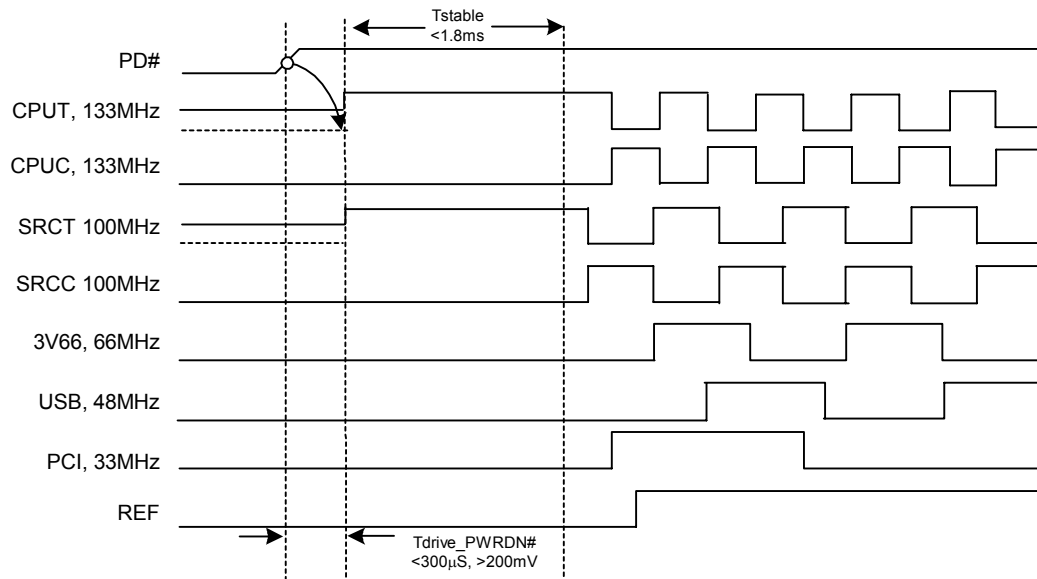 Tstable
<1.8ms
PD#
CPUT, 133MHz
CPUC, 133MHz
SRCT 100MHz
SRCC 100MHz
3V66, 66MHz
USB, 48MHz
PCI, 33MHz
REF
Tdrive_PWRDN#
<300μS, >200mV